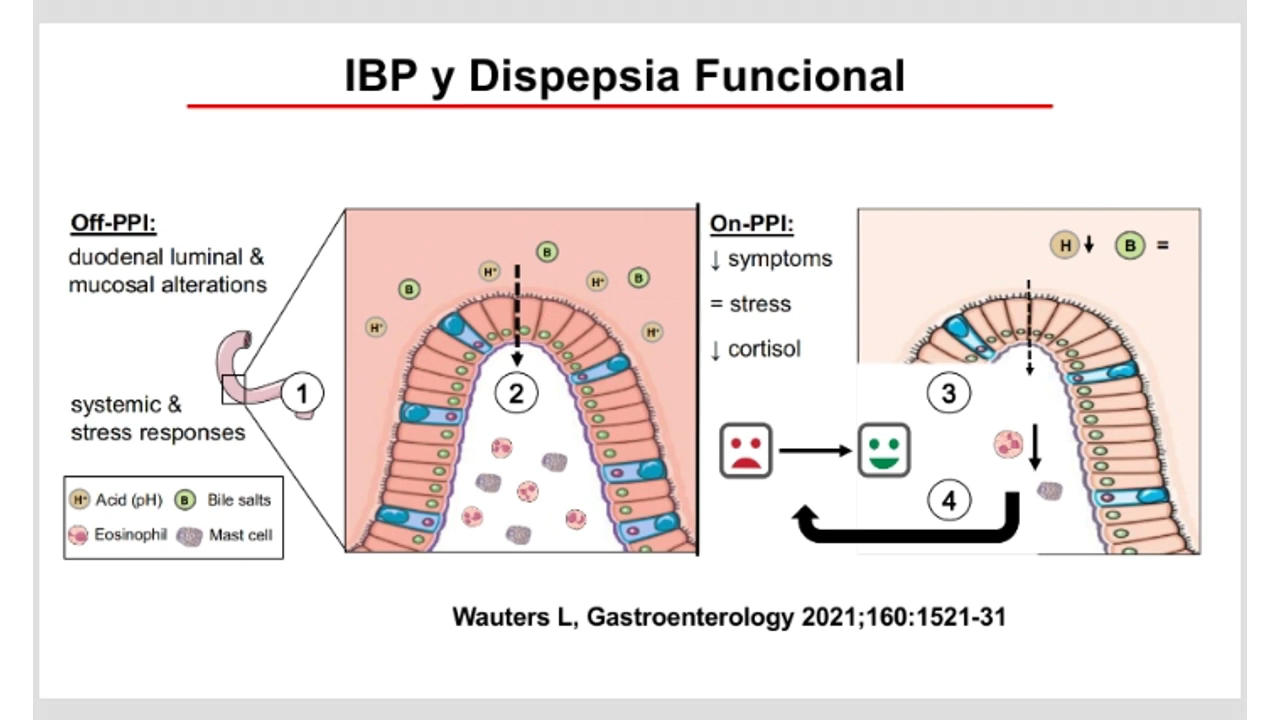 IBP y Dispepsia Funcional
Off-PPI:
duodenal luminal &
mucosal alterations
systemic &
stress responses
1
H⁺ Acid (pH) B Bile salts
Eosinophil Mast cell
B
H⁺
H⁺
B
B
H⁺
H⁺
2
On-PPI:
↓ symptoms
= stress
↓ cortisol
H ↓ B =
3
4
Wauters L, Gastroenterology 2021;160:1521-31